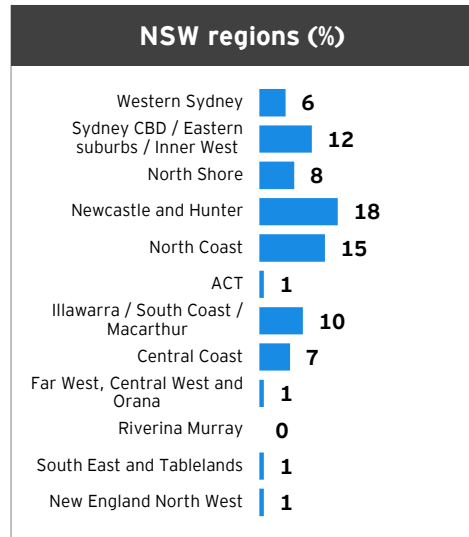 NSW regions (%)
Western Sydney 6
Sydney CBD / Eastern
suburbs / Inner West 12
North Shore 8
Newcastle and Hunter 18
North Coast 15
ACT 1
Illawarra / South Coast /
Macarthur 10
Central Coast 7
Far West, Central West and
Orana 1
Riverina Murray 0
South East and Tablelands 1
New England North West 1